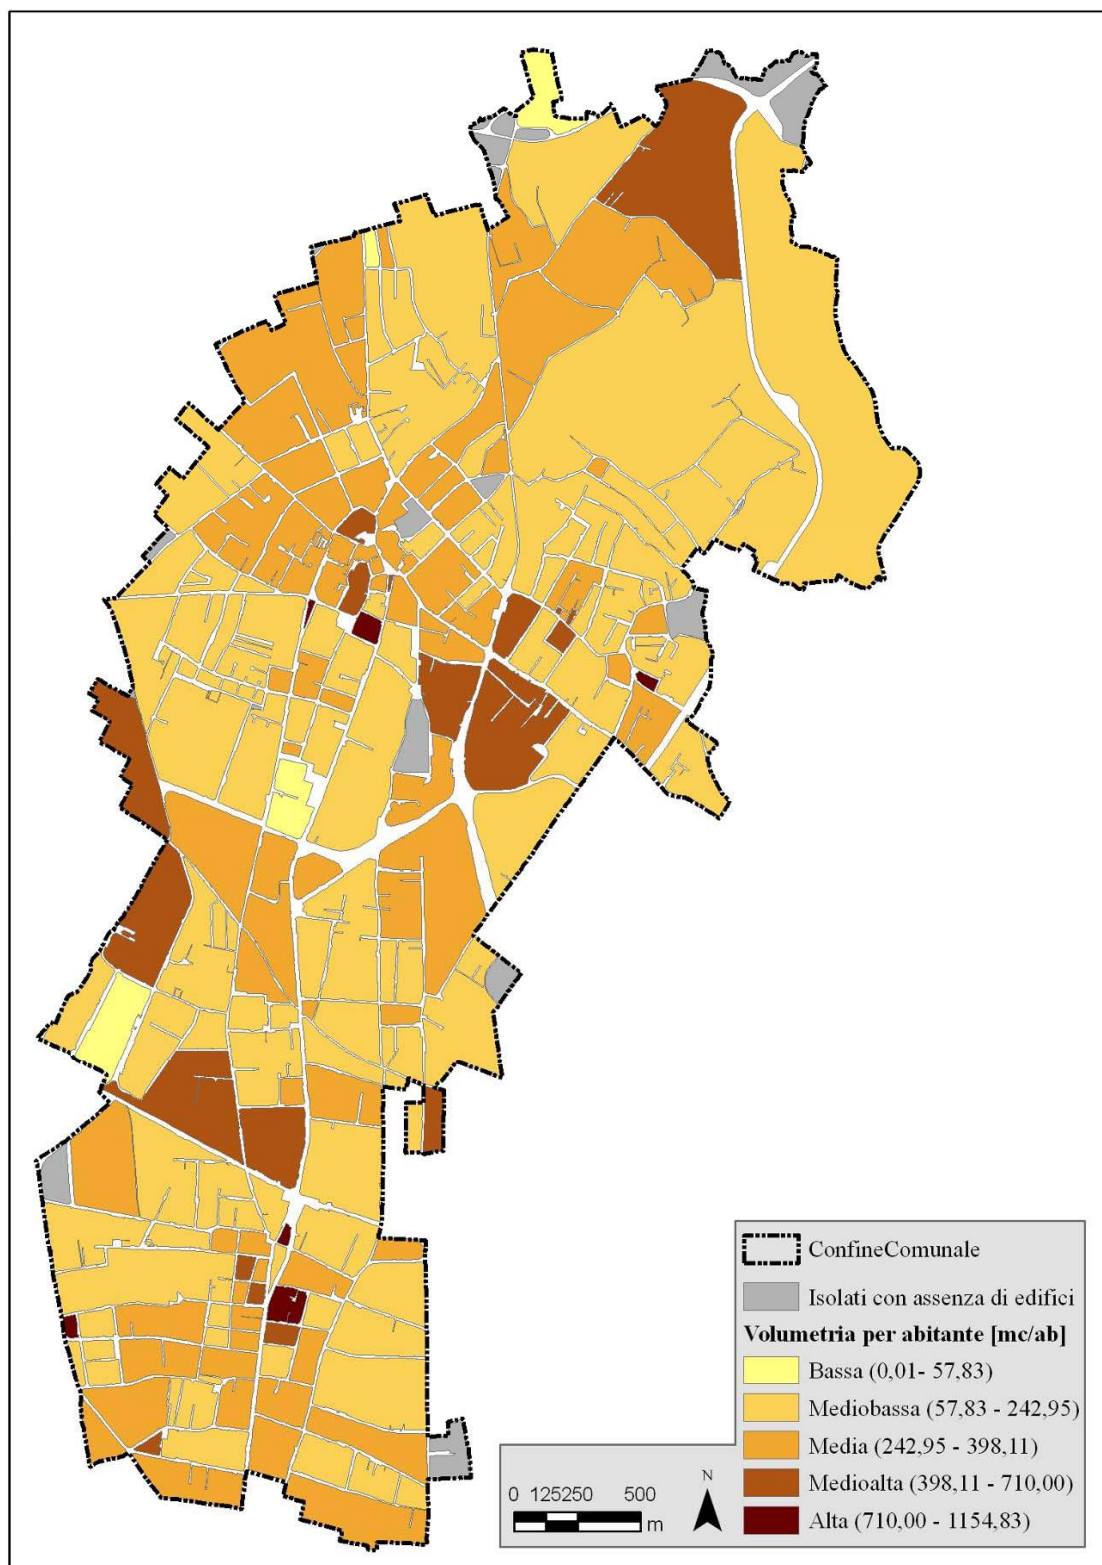 ConfineComunale
Isolati con assenza di edifici
Volumetria per abitante [mc/ab]
Bassa (0,01- 57,83)
Mediobassa (57,83 - 242,95)
Media (242,95 - 398,11)
Medioalta (398,11 - 710,00)
Alta (710,00 - 1154,83)
N
0 125250 500
m